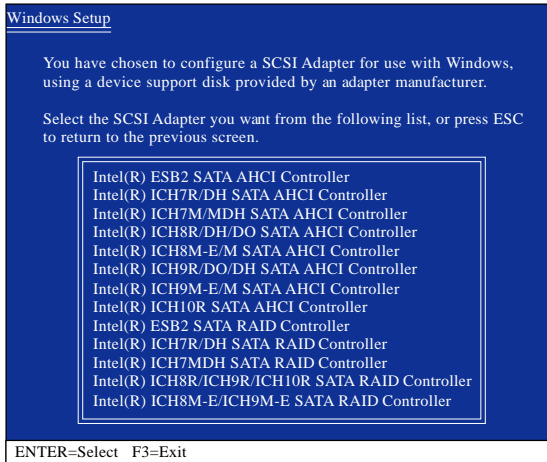 Windows Setup
You have chosen to configure a SCSI Adapter for use with Windows,
using a device support disk provided by an adapter manufacturer.
Select the SCSI Adapter you want from the following list, or press ESC
to return to the previous screen.
Intel(R) ESB2 SATA AHCI Controller
Intel(R) ICH7R/DH SATA AHCI Controller
Intel(R) ICH7M/MDH SATA AHCI Controller
Intel(R) ICH8R/DH/DO SATA AHCI Controller
Intel(R) ICH8M-E/M SATA AHCI Controller
Intel(R) ICH9R/DO/DH SATA AHCI Controller
Intel(R) ICH9M-E/M SATA AHCI Controller
Intel(R) ICH10R SATA AHCI Controller
Intel(R) ESB2 SATA RAID Controller
Intel(R) ICH7R/DH SATA RAID Controller
Intel(R) ICH7MDH SATA RAID Controller
Intel(R) ICH8R/ICH9R/ICH10R SATA RAID Controller
Intel(R) ICH8M-E/ICH9M-E SATA RAID Controller
ENTER=Select F3=Exit